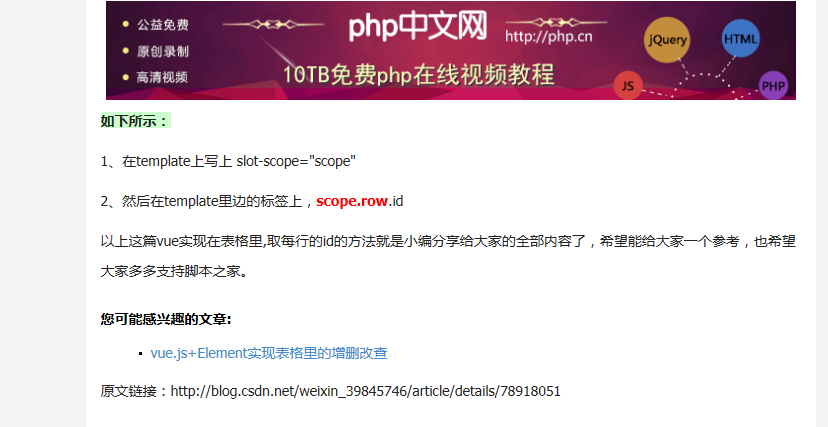 公益免费
原创录制
高清视频
php中文网
http://php.cn
10TB免费php在线视频教程
jQuery
HTML
JS
PHP
如下所示：
1、在template上写上 slot-scope="scope"
2、然后在template里边的标签上，scope.row.id
以上这篇vue实现在表格里,取每行的id的方法就是小编分享给大家的全部内容了，希望能给大家一个参考，也希望
大家多多支持脚本之家。
您可能感兴趣的文章:
vue.js+Element实现表格里的增删改查
原文链接：http://blog.csdn.net/weixin_39845746/article/details/78918051